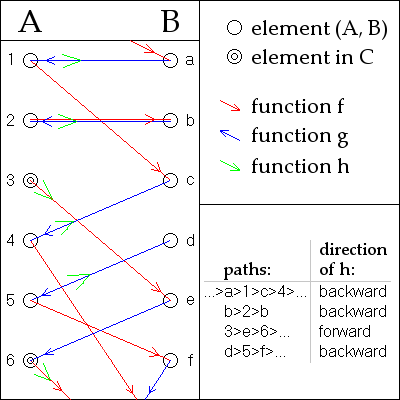 A B
1 a
2 b
3 c
4 d
5 e
6 f
element (A, B)
element in C
function f
function g
function h
paths: direction of h:
...>a>1>c>4>... backward
b>2>b backward
3>e>6>... forward
d>5>f>... backward